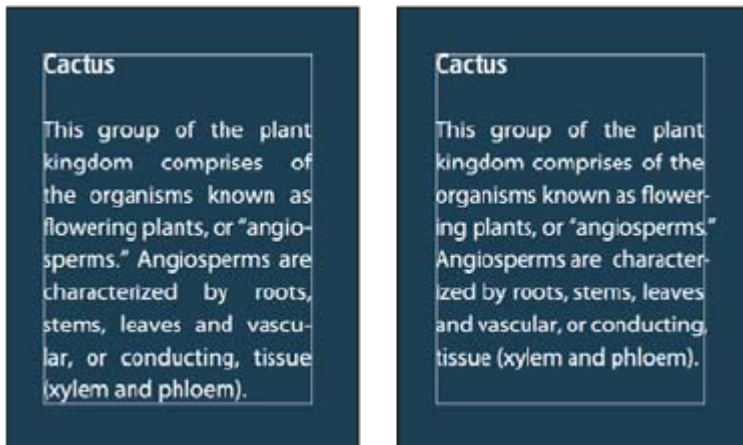 Cactus
This group of the plant
kingdom comprises of
the organisms known as
flowering plants, or “angio-
sperms.” Angiosperms are
characterized by roots,
stems, leaves and vascu-
lar, or conducting, tissue
(xylem and phloem).
Cactus
This group of the plant
kingdom comprises of the
organisms known as flower-
ing plants, or “angiosperms.”
Angiosperms are character-
ized by roots, stems, leaves
and vascular, or conducting,
tissue (xylem and phloem).